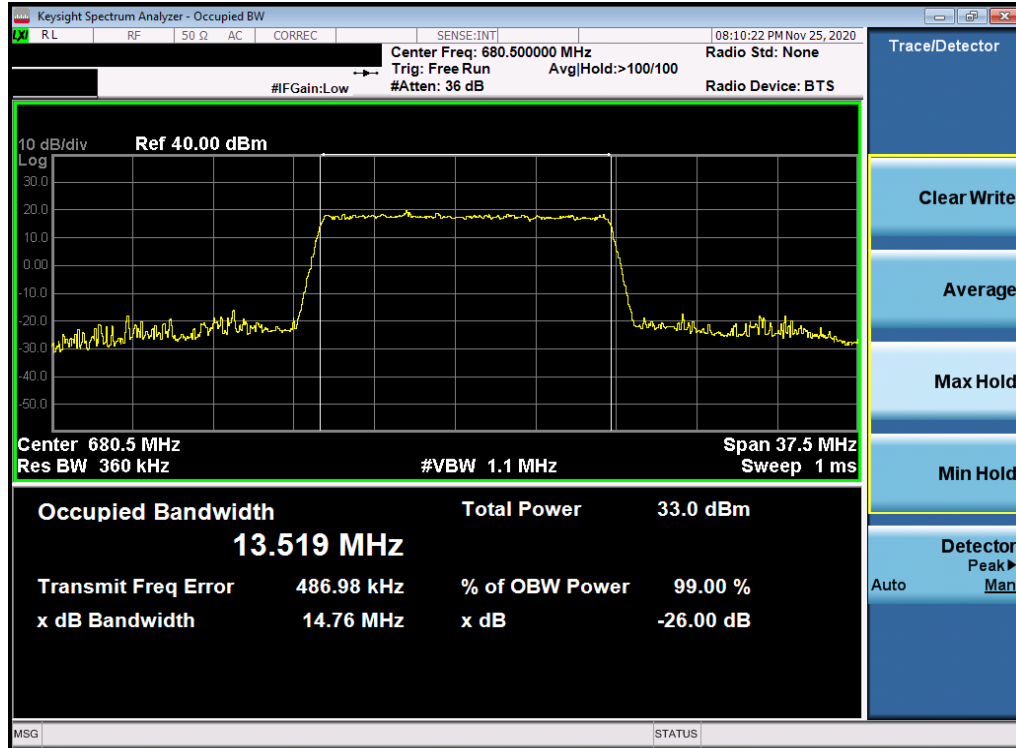 Keysight Spectrum Analyzer - Occupied BW
LXI RL RF 50 Ω AC CORREC SENSE:INT 08:10:22 PM Nov 25, 2020
Center Freq: 680.500000 MHz Radio Std: None
Trig: Free Run Avg|Hold:>100/100
#IFGain:Low #Atten: 36 dB Radio Device: BTS
10 dB/div Ref 40.00 dBm
Log
30.0
20.0
10.0
0.00
-10.0
-20.0
-30.0
-40.0
-50.0
Center 680.5 MHz Span 37.5 MHz
Res BW 360 kHz #VBW 1.1 MHz Sweep 1 ms
Occupied Bandwidth Total Power 33.0 dBm
13.519 MHz
Transmit Freq Error 486.98 kHz % of OBW Power 99.00 %
x dB Bandwidth 14.76 MHz x dB -26.00 dB
MSG STATUS
Trace/Detector
Clear Write
Average
Max Hold
Min Hold
Detector
Peak▶
Auto Man